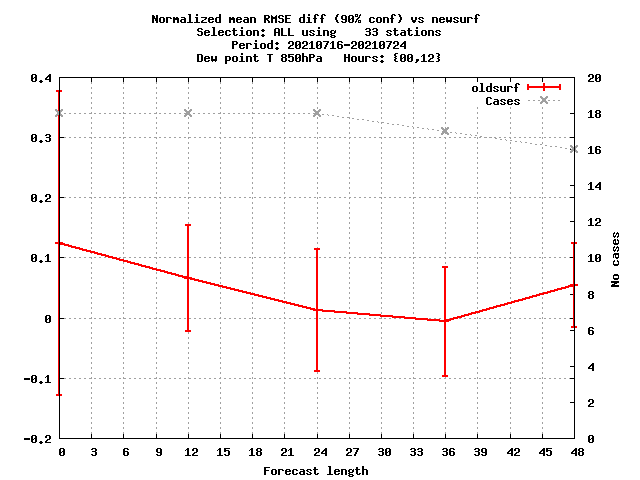 Normalized mean RMSE diff (90% conf) vs newsurf
Selection: ALL using    33 stations
Period: 20210716-20210724
Dew point T 850hPa   Hours: {00,12}
oldsurf
Cases
0.4
0.3
0.2
0.1
0
-0.1
-0.2
20
18
16
14
12
10
8
6
4
2
0
No cases
0 3 6 9 12 15 18 21 24 27 30 33 36 39 42 45 48
Forecast length